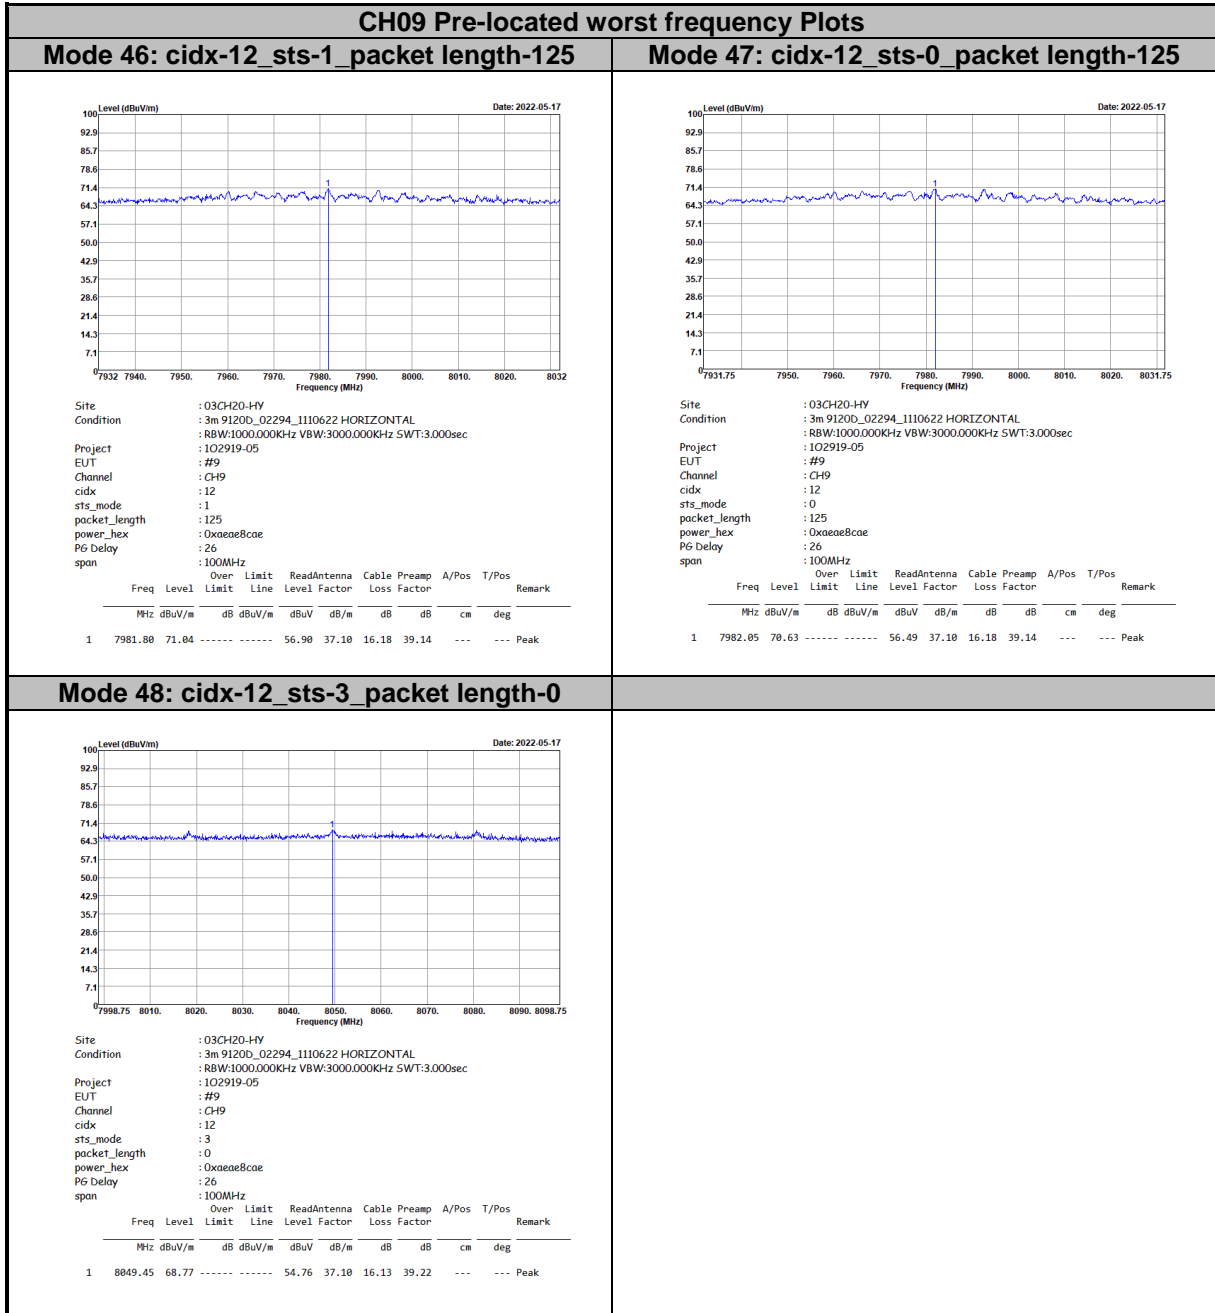 CH09 Pre-located worst frequency Plots
Mode 46: cidx-12_sts-1_packet length-125
Mode 47: cidx-12_sts-0_packet length-125
Level (dBuV/m)
Date: 2022-05-17
100
92.9
85.7
78.6
71.4
64.3
57.1
50.0
42.9
35.7
28.6
21.4
14.3
7.1
0
1
7932 7940. 7950. 7960. 7970. 7980. 7990. 8000. 8010. 8020. 8032
Frequency (MHz)
Site : 03CH20-HY
Condition : 3m 9120D_02294_1110622 HORIZONTAL
: RBW:1000.000KHz VBW:3000.000KHz SWT:3.000sec
Project : 1O2919-05
EUT : #9
Channel : CH9
cidx : 12
sts_mode : 1
packet_length : 125
power_hex : 0xaeae8cae
PG Delay : 26
span : 100MHz
Over Limit ReadAntenna Cable Preamp A/Pos T/Pos
Freq Level Limit Line Level Factor Loss Factor Remark
MHz dBuV/m dB dBuV/m dBuV dB/m dB dB cm deg
1 7981.80 71.04 ------ ------ 56.90 37.10 16.18 39.14 --- --- Peak
Level (dBuV/m)
Date: 2022-05-17
100
92.9
85.7
78.6
71.4
64.3
57.1
50.0
42.9
35.7
28.6
21.4
14.3
7.1
0
1
7931.75 7950. 7960. 7970. 7980. 7990. 8000. 8010. 8020. 8031.75
Frequency (MHz)
Site : 03CH20-HY
Condition : 3m 9120D_02294_1110622 HORIZONTAL
: RBW:1000.000KHz VBW:3000.000KHz SWT:3.000sec
Project : 1O2919-05
EUT : #9
Channel : CH9
cidx : 12
sts_mode : 0
packet_length : 125
power_hex : 0xaeae8cae
PG Delay : 26
span : 100MHz
Over Limit ReadAntenna Cable Preamp A/Pos T/Pos
Freq Level Limit Line Level Factor Loss Factor Remark
MHz dBuV/m dB dBuV/m dBuV dB/m dB dB cm deg
1 7982.05 70.63 ------ ------ 56.49 37.10 16.18 39.14 --- --- Peak
Mode 48: cidx-12_sts-3_packet length-0
Level (dBuV/m)
Date: 2022-05-17
100
92.9
85.7
78.6
71.4
64.3
57.1
50.0
42.9
35.7
28.6
21.4
14.3
7.1
0
1
7998.75 8010. 8020. 8030. 8040. 8050. 8060. 8070. 8080. 8090. 8098.75
Frequency (MHz)
Site : 03CH20-HY
Condition : 3m 9120D_02294_1110622 HORIZONTAL
: RBW:1000.000KHz VBW:3000.000KHz SWT:3.000sec
Project : 1O2919-05
EUT : #9
Channel : CH9
cidx : 12
sts_mode : 3
packet_length : 0
power_hex : 0xaeae8cae
PG Delay : 26
span : 100MHz
Over Limit ReadAntenna Cable Preamp A/Pos T/Pos
Freq Level Limit Line Level Factor Loss Factor Remark
MHz dBuV/m dB dBuV/m dBuV dB/m dB dB cm deg
1 8049.45 68.77 ------ ------ 54.76 37.10 16.13 39.22 --- --- Peak